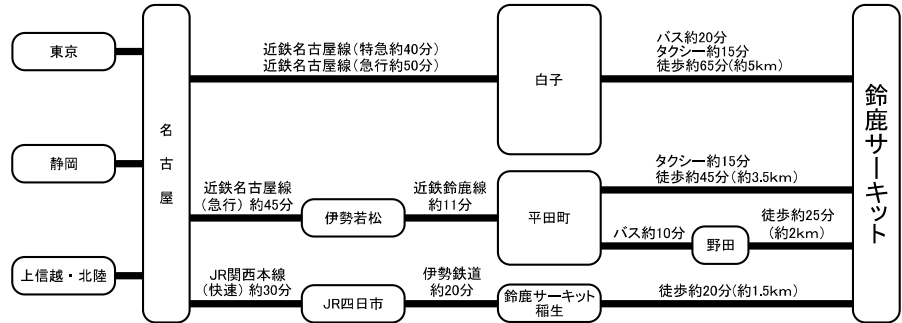 東京
静岡
上信越・北陸
名古屋
近鉄名古屋線(特急約40分)
近鉄名古屋線(急行約50分)
白子
バス約20分
タクシー約15分
徒歩約65分(約5km)
近鉄名古屋線
(急行) 約45分
伊勢若松
近鉄鈴鹿線
約11分
平田町
タクシー約15分
徒歩約45分(約3.5km)
バス約10分
野田
徒歩約25分
(約2km)
JR関西本線
(快速) 約30分
JR四日市
伊勢鉄道
約20分
鈴鹿サーキット
稲生
徒歩約20分(約1.5km)
鈴鹿サーキット